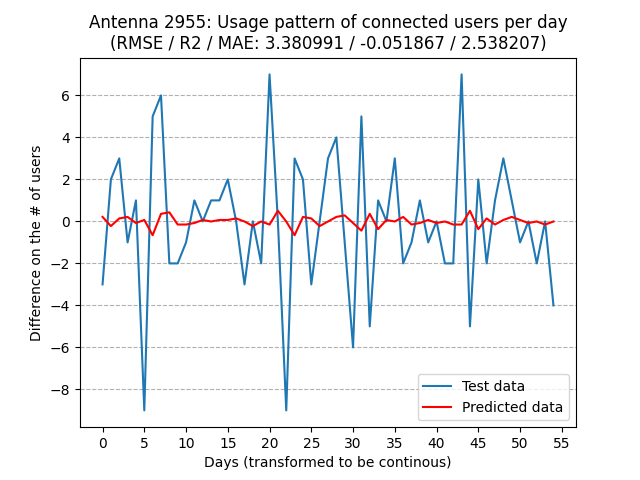 Antenna 2955: Usage pattern of connected users per day
(RMSE / R2 / MAE: 3.380991 / -0.051867 / 2.538207)
Difference on the # of users
6
4
2
0
−2
−4
−6
−8
Test data
Predicted data
0 5 10 15 20 25 30 35 40 45 50 55
Days (transformed to be continous)